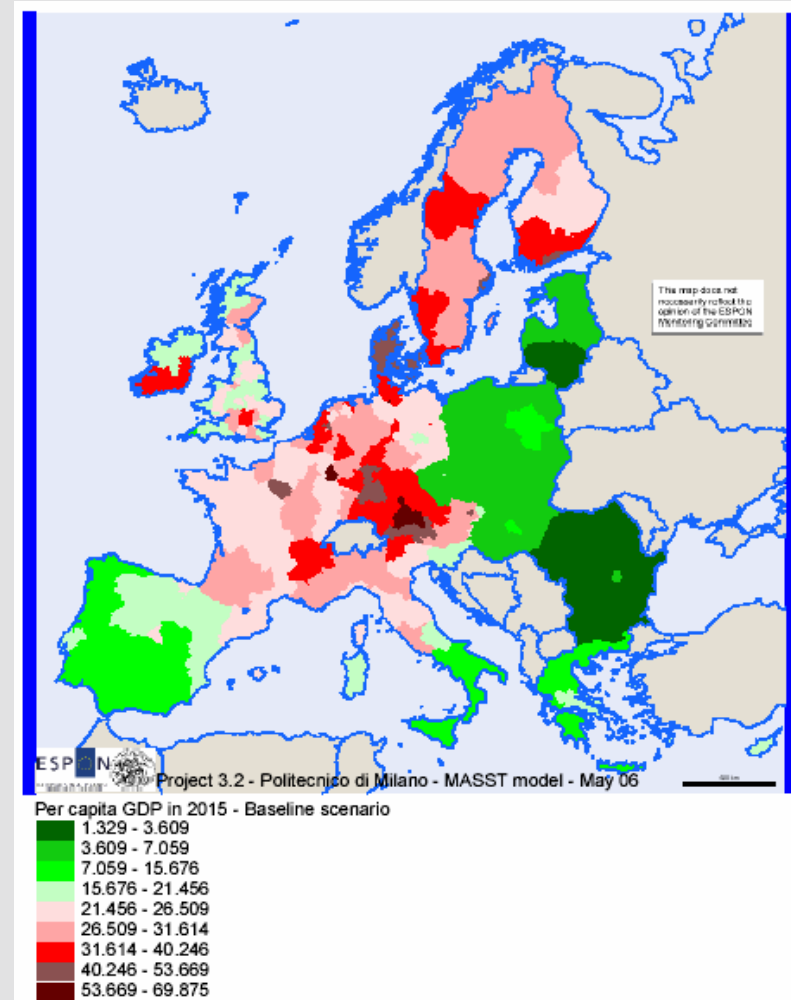 This map does not
necessarily reflect the
opinion of the ESPON
Monitoring Committee
ESPON
Project 3.2 - Politecnico di Milano - MASST model - May 06
Per capita GDP in 2015 - Baseline scenario
1.329 - 3.609
3.609 - 7.059
7.059 - 15.676
15.676 - 21.456
21.456 - 26.509
26.509 - 31.614
31.614 - 40.246
40.246 - 53.669
53.669 - 69.875